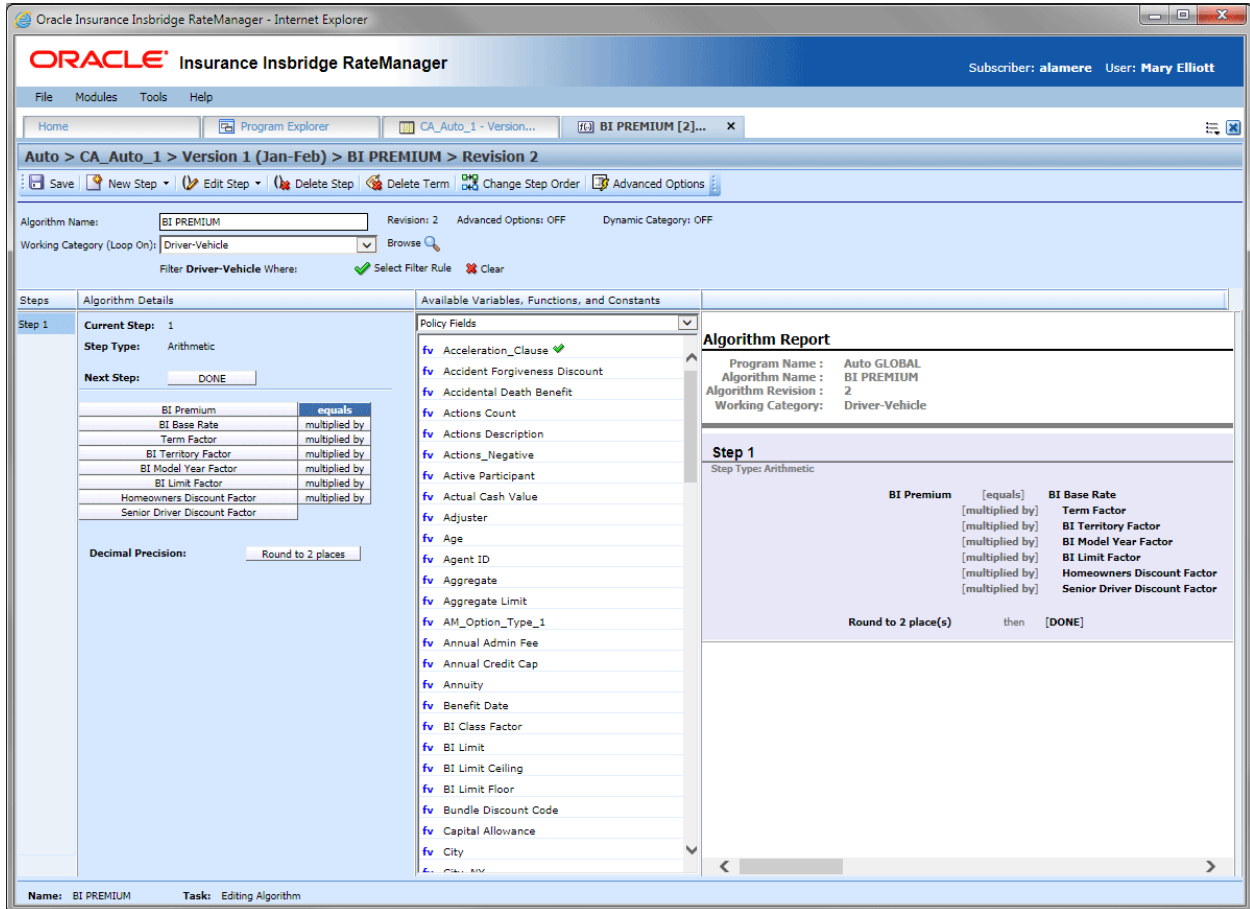 Oracle Insurance Insbridge RateManager - Internet Explorer
ORACLE® Insurance Insbridge RateManager
Subscriber: alamere User: Mary Elliott
File Modules Tools Help
Home Program Explorer CA_Auto_1 - Version... BI PREMIUM [2]... x
Auto > CA_Auto_1 > Version 1 (Jan-Feb) > BI PREMIUM > Revision 2
Save New Step Edit Step Delete Step Delete Term Change Step Order Advanced Options
Algorithm Name: BI PREMIUM Revision: 2 Advanced Options: OFF Dynamic Category: OFF
Working Category (Loop On): Driver-Vehicle Browse
Filter Driver-Vehicle Where: Select Filter Rule Clear
Steps Algorithm Details Available Variables, Functions, and Constants
Step 1
Current Step: 1
Step Type: Arithmetic
Next Step: DONE
BI Premium equals
BI Base Rate multiplied by
Term Factor multiplied by
BI Territory Factor multiplied by
BI Model Year Factor multiplied by
BI Limit Factor multiplied by
Homeowners Discount Factor multiplied by
Senior Driver Discount Factor
Decimal Precision: Round to 2 places
Policy Fields
fv Acceleration_Clause
fv Accident Forgiveness Discount
fv Accidental Death Benefit
fv Actions Count
fv Actions Description
fv Actions_Negative
fv Active Participant
fv Actual Cash Value
fv Adjuster
fv Age
fv Agent ID
fv Aggregate
fv Aggregate Limit
fv AM_Option_Type_1
fv Annual Admin Fee
fv Annual Credit Cap
fv Annuity
fv Benefit Date
fv BI Class Factor
fv BI Limit
fv BI Limit Ceiling
fv BI Limit Floor
fv Bundle Discount Code
fv Capital Allowance
fv City
Algorithm Report
Program Name : Auto GLOBAL
Algorithm Name : BI PREMIUM
Algorithm Revision : 2
Working Category: Driver-Vehicle
Step 1
Step Type: Arithmetic
BI Premium [equals] BI Base Rate
[multiplied by] Term Factor
[multiplied by] BI Territory Factor
[multiplied by] BI Model Year Factor
[multiplied by] BI Limit Factor
[multiplied by] Homeowners Discount Factor
[multiplied by] Senior Driver Discount Factor
Round to 2 place(s) then [DONE]
Name: BI PREMIUM Task: Editing Algorithm